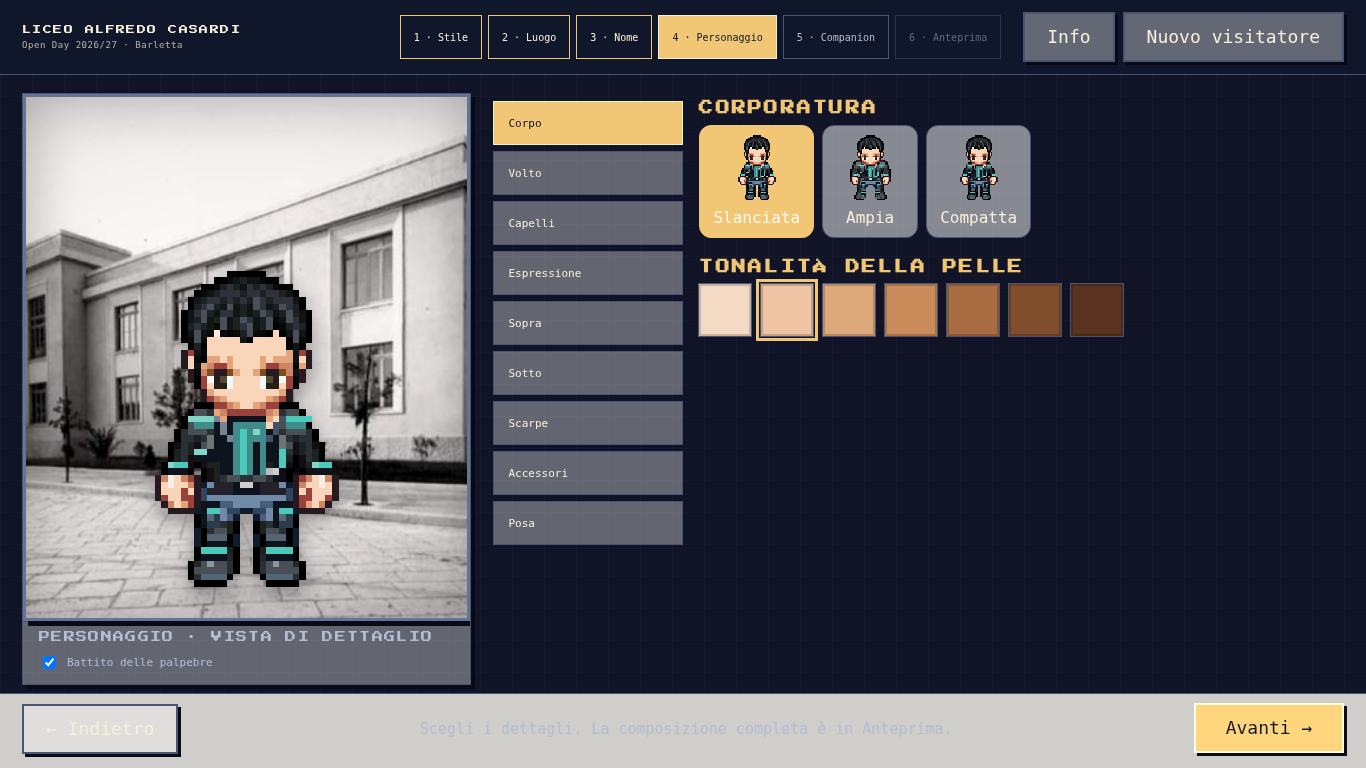 LICEO ALFREDO CASARDI
Open Day 2026/27 · Barletta
1 · Stile
2 · Luogo
3 · Nome
4 · Personaggio
5 · Companion
6 · Anteprima
Info
Nuovo visitatore
PERSONAGGIO · VISTA DI DETTAGLIO
Battito delle palpebre
Corpo
Volto
Capelli
Espressione
Sopra
Sotto
Scarpe
Accessori
Posa
CORPORATURA
Slanciata
Ampia
Compatta
TONALITà DELLA PELLE
← Indietro
Scegli i dettagli. La composizione completa è in Anteprima.
Avanti →